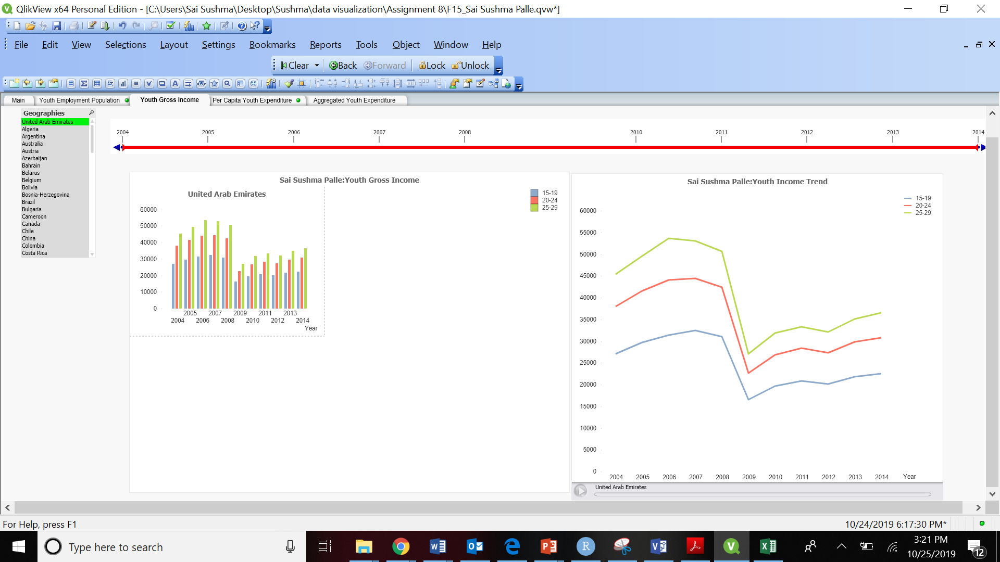 QlikView x64 Personal Edition - [C:\Users\Sai Sushma\Desktop\Sushma\data visualization\Assignment 8\F15_Sai Sushma Palle.qvw*]
File Edit View Selections Layout Settings Bookmarks Reports Tools Object Window Help
Clear Back Forward Lock Unlock
Main Youth Employment Population Youth Gross Income Per Capita Youth Expenditure Aggregated Youth Expenditure
Geographies
United Arab Emirates
Algeria
Argentina
Australia
Austria
Azerbaijan
Bahrain
Belarus
Belgium
Bolivia
Bosnia-Herzegovina
Brazil
Bulgaria
Cameroon
Canada
Chile
China
Colombia
Costa Rica
2004 2005 2006 2007 2008 2010 2011 2012 2013 2014
Sai Sushma Palle:Youth Gross Income
United Arab Emirates
15-19
20-24
25-29
60000
50000
40000
30000
20000
10000
0
2005 2007 2009 2011 2013
2004 2006 2008 2010 2012 2014
Year
Sai Sushma Palle:Youth Income Trend
15-19
20-24
25-29
60000
55000
50000
45000
40000
35000
30000
25000
20000
15000
10000
5000
0
2004 2005 2006 2007 2008 2009 2010 2011 2012 2013 2014 Year
United Arab Emirates
For Help, press F1
10/24/2019 6:17:30 PM*
Type here to search
3:21 PM
10/25/2019
12